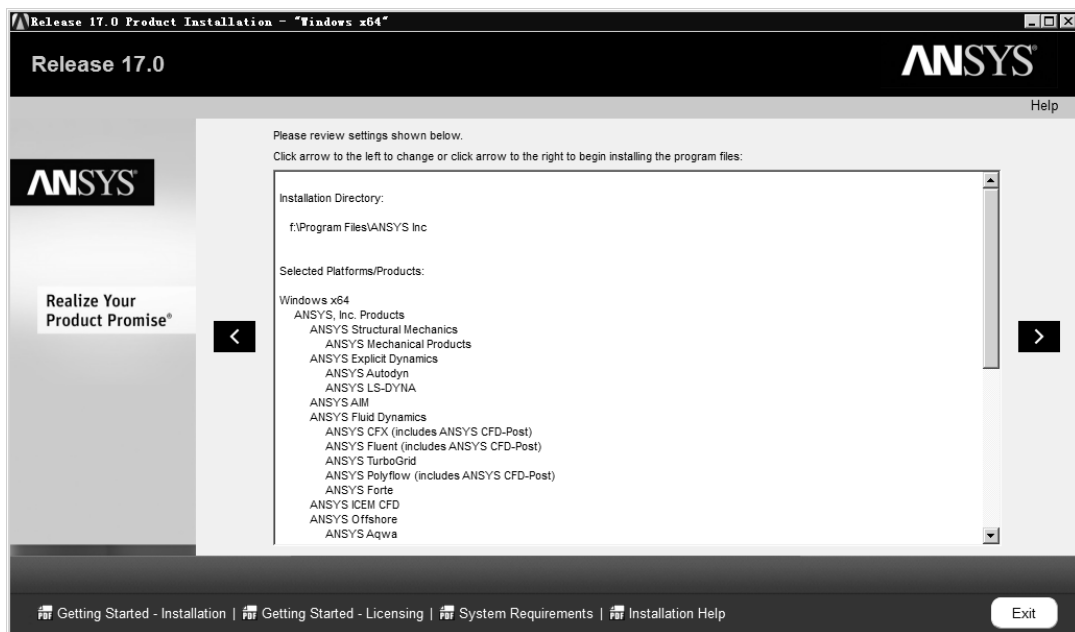 Release 17.0 Product Installation - "Windows x64"
Release 17.0
ANSYS®
Help
ANSYS®
Realize Your
Product Promise®
Please review settings shown below.
Click arrow to the left to change or click arrow to the right to begin installing the program files:
Installation Directory:
f:\Program Files\ANSYS Inc
Selected Platforms/Products:
Windows x64
ANSYS, Inc. Products
ANSYS Structural Mechanics
ANSYS Mechanical Products
ANSYS Explicit Dynamics
ANSYS Autodyn
ANSYS LS-DYNA
ANSYS AIM
ANSYS Fluid Dynamics
ANSYS CFX (includes ANSYS CFD-Post)
ANSYS Fluent (includes ANSYS CFD-Post)
ANSYS TurboGrid
ANSYS Polyflow (includes ANSYS CFD-Post)
ANSYS Forte
ANSYS ICEM CFD
ANSYS Offshore
ANSYS Aqwa
Getting Started - Installation | Getting Started - Licensing | System Requirements | Installation Help
Exit